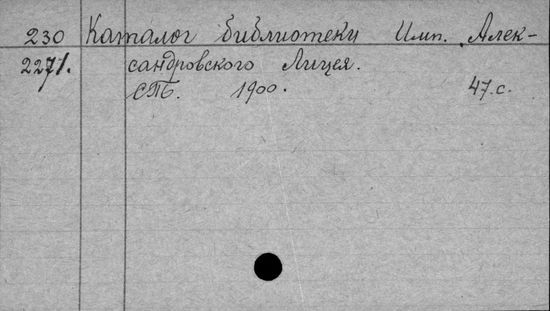 230 Каталог библиотеки Имп. Алек-
2271. сандровского Лицея.
СПБ. 1900. 47.с.